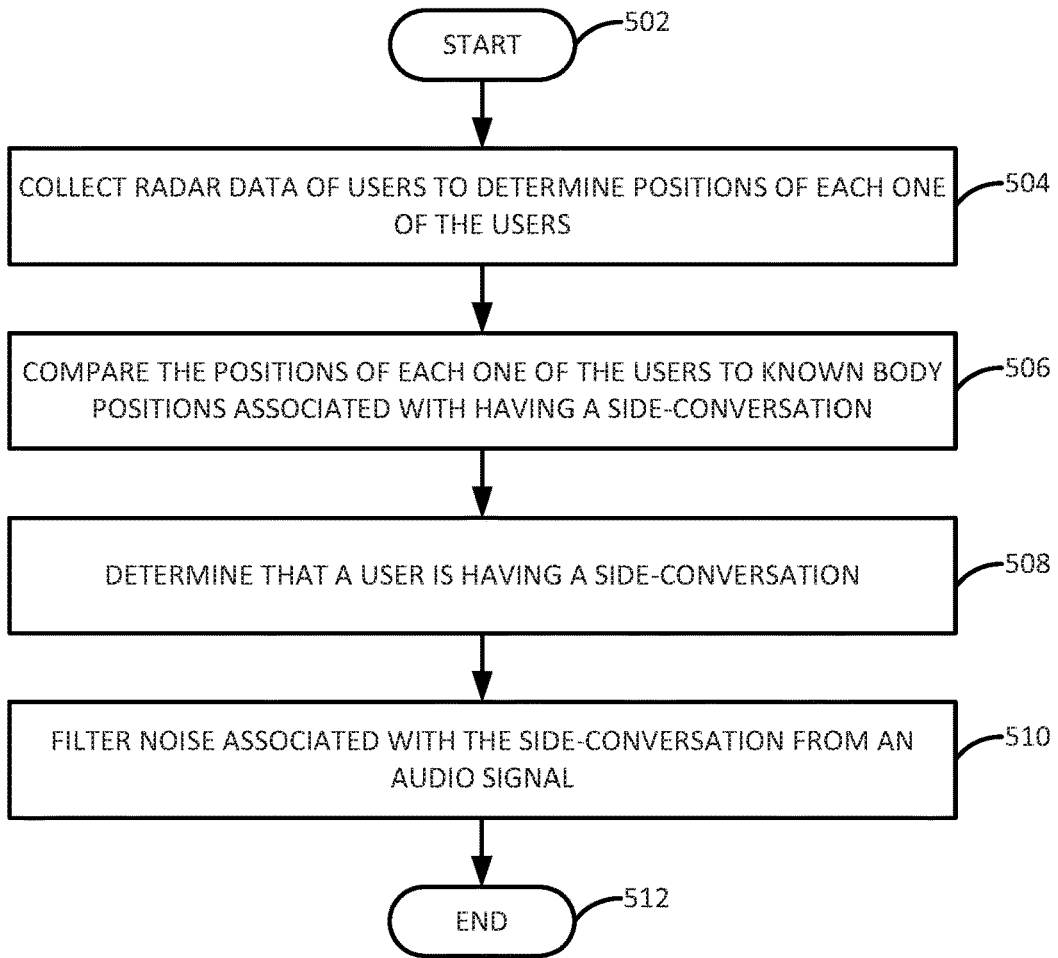 START
502
COLLECT RADAR DATA OF USERS TO DETERMINE POSITIONS OF EACH ONE
OF THE USERS
504
COMPARE THE POSITIONS OF EACH ONE OF THE USERS TO KNOWN BODY
POSITIONS ASSOCIATED WITH HAVING A SIDE-CONVERSATION
506
DETERMINE THAT A USER IS HAVING A SIDE-CONVERSATION
508
FILTER NOISE ASSOCIATED WITH THE SIDE-CONVERSATION FROM AN
AUDIO SIGNAL
510
END
512